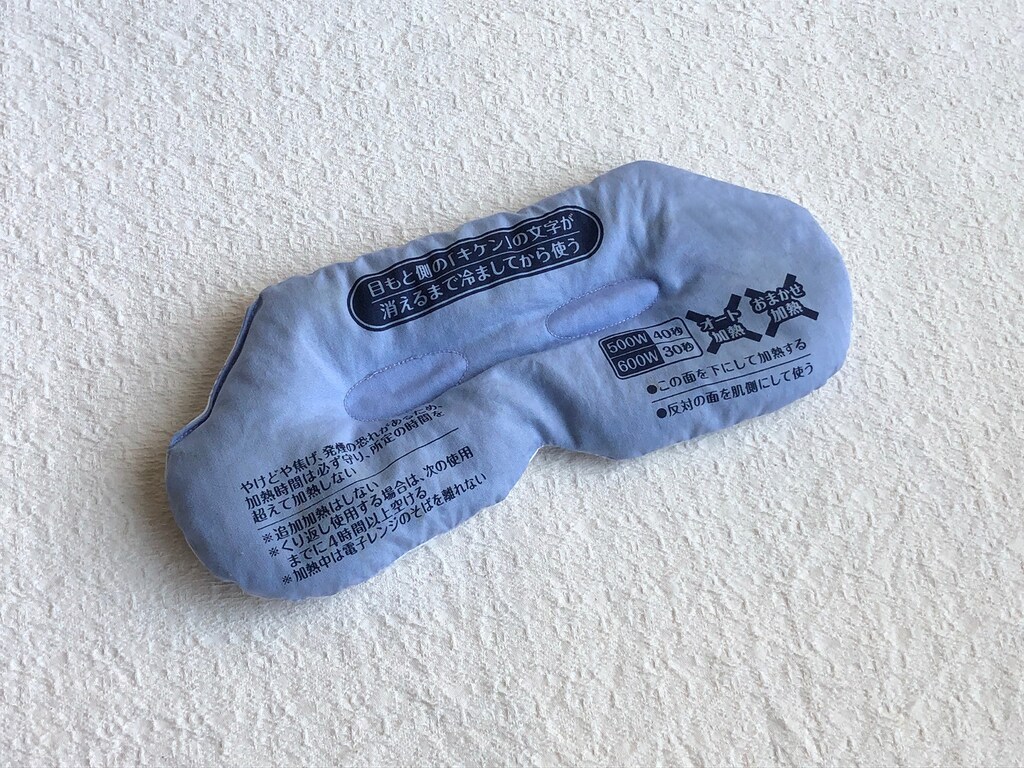 目もと側の「キケン」の文字が
消えるまで冷ましてから使う
500W 40秒
600W 30秒
オート
加熱
おまかせ
加熱
●この面を下にして加熱する
●反対の面を肌側にして使う
やけどや焦げ、発煙の恐れがあるため、
加熱時間は必ず守り、所定の時間を
超えて加熱しない
※追加加熱はしない
※くり返し使用する場合は、次の使用
までに4時間以上空ける
※加熱中は電子レンジのそばを離れない